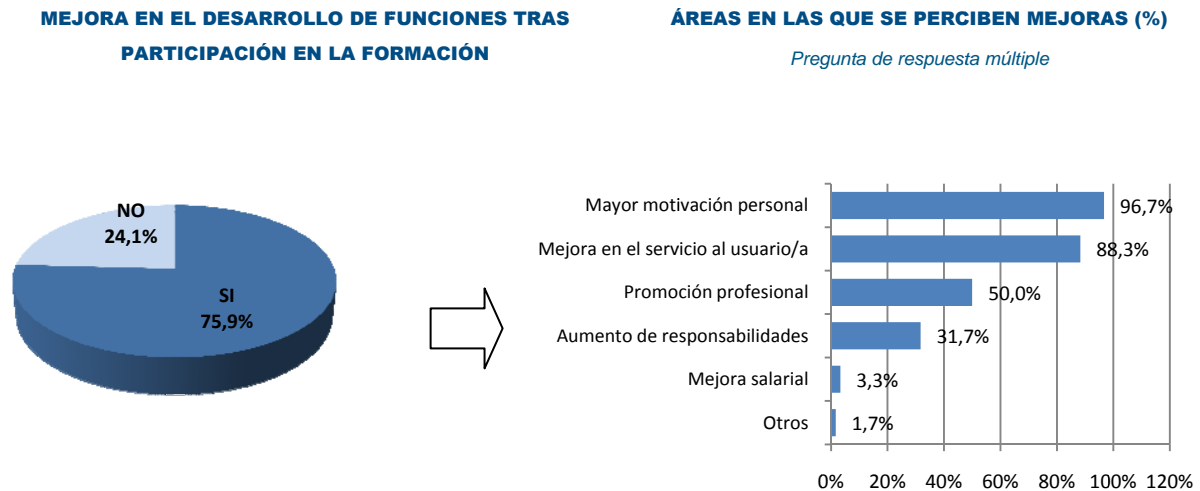 MEJORA EN EL DESARROLLO DE FUNCIONES TRAS
PARTICIPACIÓN EN LA FORMACIÓN
NO
24,1%
SI
75,9%
ÁREAS EN LAS QUE SE PERCIBEN MEJORAS (%)
Pregunta de respuesta múltiple
Mayor motivación personal 96,7%
Mejora en el servicio al usuario/a 88,3%
Promoción profesional 50,0%
Aumento de responsabilidades 31,7%
Mejora salarial 3,3%
Otros 1,7%
0% 20% 40% 60% 80% 100% 120%